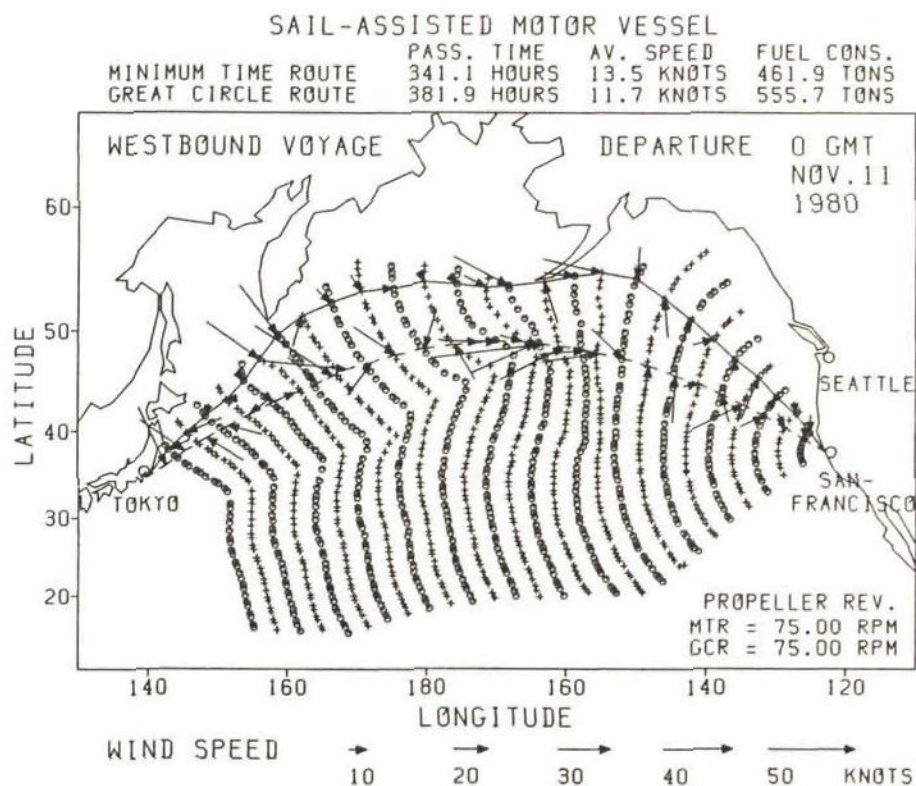 SAIL-ASSISTED MOTOR VESSEL
PASS. TIME AV. SPEED FUEL CONS.
MINIMUM TIME ROUTE 341.1 HOURS 13.5 KNOTS 461.9 TONS
GREAT CIRCLE ROUTE 381.9 HOURS 11.7 KNOTS 555.7 TONS
WESTBOUND VOYAGE DEPARTURE 0 GMT
NOV.11
1980
60
50
40
30
20
LATITUDE
SEATTLE
SAN-
FRANCISCO
TOKYO
PROPELLER REV.
MTR = 75.00 RPM
GCR = 75.00 RPM
140 160 180 160 140 120
LONGITUDE
WIND SPEED
10 20 30 40 50 KNOTS